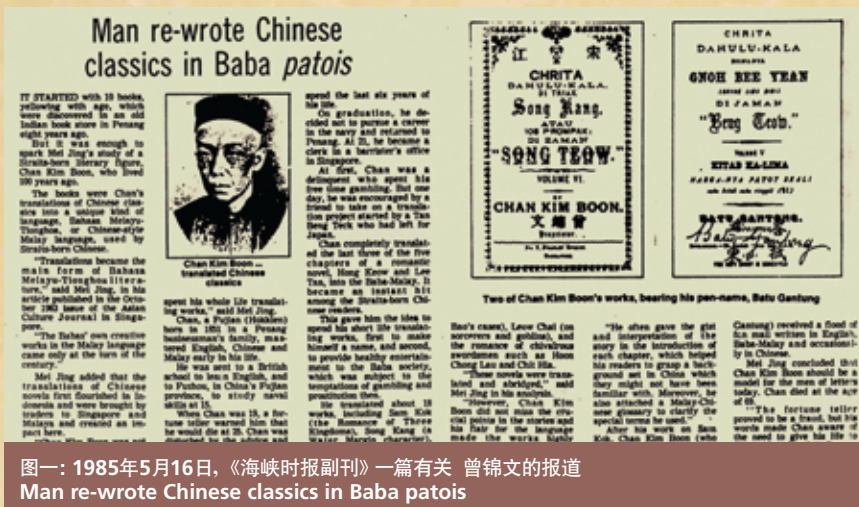 Man re-wrote Chinese
classics in Baba patois
IT STARTED with 10 books,
yellowing with age, which
were discovered in an old
Indian book store in Penang
eight years ago.
But it was enough to
spark Mei Jing's study of a
Straits-born literary figure,
Chan Kim Boon, who lived
100 years ago.
The books were Chan's
translations of Chinese clas-
sics into a unique kind of
language, Bahasa Melayu-
Tionghoa, or Chinese-style
Malay language, used by
Straits-born Chinese.
"Translations became the
main form of Bahasa
Melayu-Tionghoa litera-
ture," said Mei Jing, in his
article published in the Octo-
ber 1983 issue of the Asian
Culture Journal in Singa-
pore.
"The Babas' own creative
works in the Malay language
came only at the turn of the
century."
Mei Jing added that the
translations of Chinese
novels first flourished in In-
donesia and were brought by
traders to Singapore and
Malaya and created an im-
pact here.
Chan Kim Boon ...
translated Chinese
classics
spent his whole life translat-
ing works," said Mei Jing.
Chan, a Fujian (Hokkien)
born in 1851 in a Penang
businessman's family, mas-
tered English, Chinese and
Malay early in his life.
He was sent to a British
school to learn English, and
to Fuzhou, in China's Fujian
province, to study naval
skills at 15.
When Chan was 19, a for-
tune teller warned him that
he would die at 25. Chan was
disturbed by the advice and
spend the last six years of
his life.
On graduation, he de-
cided not to pursue a career
in the navy and returned to
Penang. At 21, he became a
clerk in a barrister's office
in Singapore.
At first, Chan was a
delinquent who spent his
free time gambling. But one
day, he was encouraged by a
friend to take on a transla-
tion project started by a Tan
Beng Teck who had left for
Japan.
Chan completely translat-
ed the last three of the five
chapters of a romantic
novel, Hong Keow and Lee
Tan, into the Baba-Malay. It
became an instant hit
among the Straits-born Chi-
nese readers.
This gave him the idea to
spend his short life translat-
ing works, first to make
himself a name, and second,
to provide healthy entertain-
ment to the Baba society,
which was subject to the
temptations of gambling and
prostitution then.
He translated about 18
works, including Sam Kok
(the story of Three
Kingdoms), Song Kang (a
Water Margin character),
江 宋
CHRITA
DAHULU-KALA,
Song Kang,
ATAU
108 PROMPAK:
DI ZAMAN
"SONG TEOW."
VOLUME VI.
BY
CHAN KIM BOON.
文錦曾
CHRITA
DAHULU-KALA
GNOH BEE YEAN
DI JAMAN
"Beng Teow."
KITAB KA-LIMA
BATU GANTONG.
Batu Gantong
Two of Chan Kim Boon's works, bearing his pen-name, Batu Gantung
Bao's cases), Leow Chai (on
sorcerers and goblins), and
the romance of chivalrous
swordsmen such as Hoon
Chong Lau and Chit Hia.
"These novels were trans-
lated and abridged," said
Mei Jing in his analysis.
"However, Chan Kim
Boon did not miss the cru-
cial points in the stories and
his flair for the language
made the works highly
"He often gave the gist
and interpretation of the
story in the introduction of
each chapter, which helped
his readers to grasp a back-
ground set in China which
they might not have been
familiar with. Moreover, he
also attached a Malay-Chi-
nese glossary to clarify the
special terms he used."
After his work on Sam
Kok, Chan Kim Boon (who
Gantung) received a flood of
mail written in English,
Baba-Malay and occasional-
ly in Chinese.
Mei Jing concluded that
Chan Kim Boon should be a
model for the men of letters
today. Chan died at the age
of 69.
"The fortune teller
proved to be a fraud, but his
words made Chan aware of
the need to give his life to
图一: 1985年5月16日,《海峡时报副刊》一篇有关 曾锦文的报道
Man re-wrote Chinese classics in Baba patois